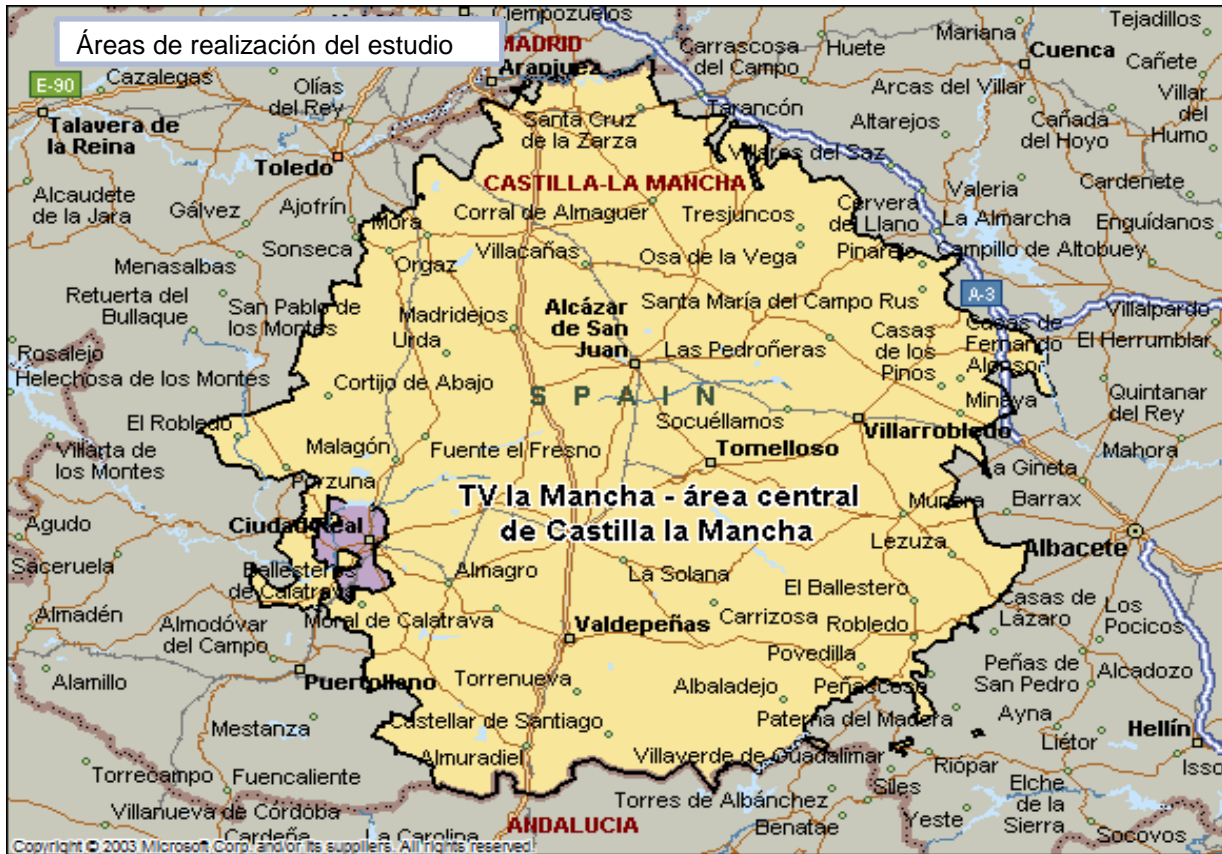 Ciempozuelos
Tejadillos
Áreas de realización del estudio
MADRID
Mariana
Carrascosa
del Campo
Huete
Cuenca
Cañete
Aranjuez
E-90
Cazalegas
Olías
del Rey
Arcas del Villar
Villar
del
Humo
Talavera de
la Reina
Santa Cruz
de la Zarza
Tarancón
Altarejos
Cañada
del Hoyo
Toledo
Villares del Saz
CASTILLA-LA MANCHA
Valeria
Cardenete
Alcaudete
de la Jara
Gálvez
Ajofrín
Mora
Corral de Almaguer
Tresjuncos
Cervera
del Llano
La Almarcha
Enguídanos
Sonseca
Villacañas
Osa de la Vega
Pinarejo
Campillo de Altobuey
Menasalbas
Orgaz
A-3
Retuerta del
Bullaque
San Pablo de
los Montes
Madridejos
Alcázar
de San
Juan
Santa María del Campo Rus
Villalpardo
Urda
Las Pedroñeras
Casas
de los
Pinos
Casas de
Fernando
Alonso
El Herrumblar
Rosalejo
Helechosa de los Montes
Cortijo de Abajo
SPAIN
Minaya
Quintanar
del Rey
El Robledo
Socuéllamos
Villarrobledo
Villarta de
los Montes
Malagón
Fuente el Fresno
Tomelloso
Mahora
La Gineta
Porzuna
TV la Mancha - área central
de Castilla la Mancha
Munera
Barrax
Agudo
Ciudad Real
Lezuza
Albacete
Saceruela
Ballesteros
de Calatrava
Almagro
La Solana
El Ballestero
Casas de
Lázaro
Los
Pocicos
Almadén
Almodóvar
del Campo
Moral de Calatrava
Valdepeñas
Carrizosa
Robledo
Povedilla
Peñas de
San Pedro
Alcadozo
Alamillo
Puertollano
Torrenueva
Albaladejo
Peñascosa
Mestanza
Castellar de Santiago
Paterna del Madera
Ayna
Hellín
Almuradiel
Villaverde de Guadalimar
Liétor
Isso
Torrecampo
Fuencaliente
Riópar
Elche
de la
Sierra
Villanueva de Córdoba
Torres de Albánchez
Siles
Cardeña
La Carolina
ANDALUCIA
Benatae
Yeste
Socovos
Copyright © 2003 Microsoft Corp. and/or its suppliers. All rights reserved.